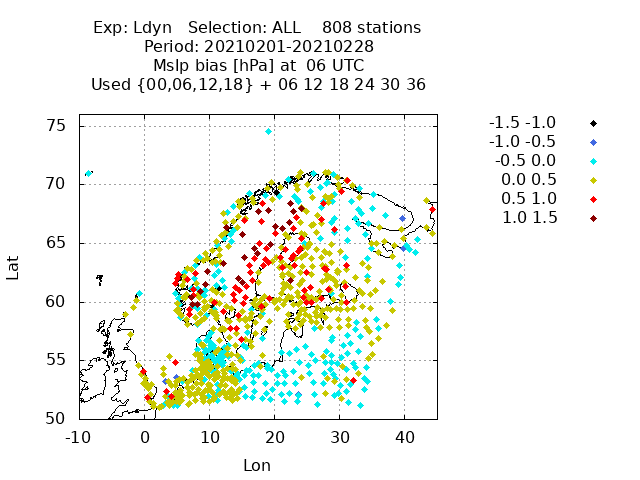 Exp: Ldyn   Selection: ALL    808 stations
Period: 20210201-20210228
Mslp bias [hPa] at  06 UTC
Used {00,06,12,18} + 06 12 18 24 30 36
-1.5 -1.0
-1.0 -0.5
-0.5 0.0
0.0 0.5
0.5 1.0
1.0 1.5
75
70
65
60
55
50
Lat
-10 0 10 20 30 40
Lon